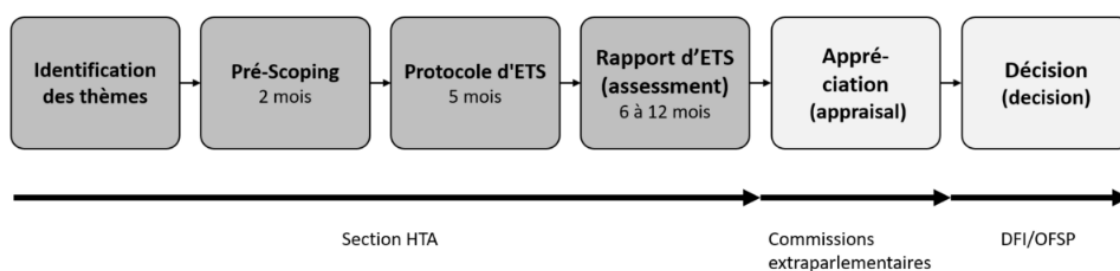 Identification
des thèmes
Pré-Scoping
2 mois
Protocole d'ETS
5 mois
Rapport d'ETS
(assessment)
6 à 12 mois
Appré-
ciation
(appraisal)
Décision
(decision)
Section HTA
Commissions
extraparlementaires
DFI/OFSP